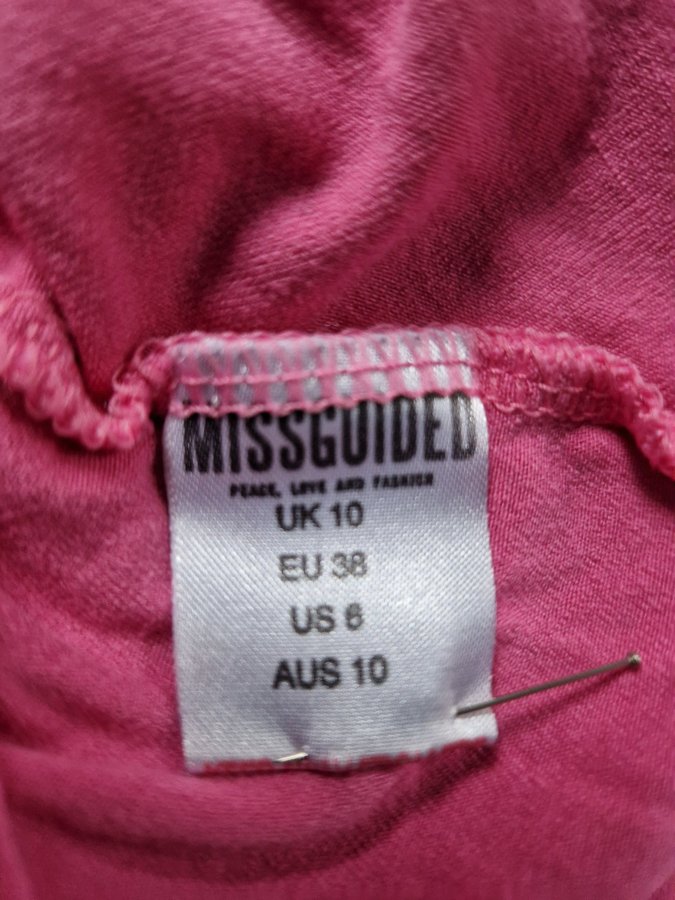 MISSGUIDED
PEACE, LOVE AND FASHION
UK 10
EU 38
US 6
AUS 10